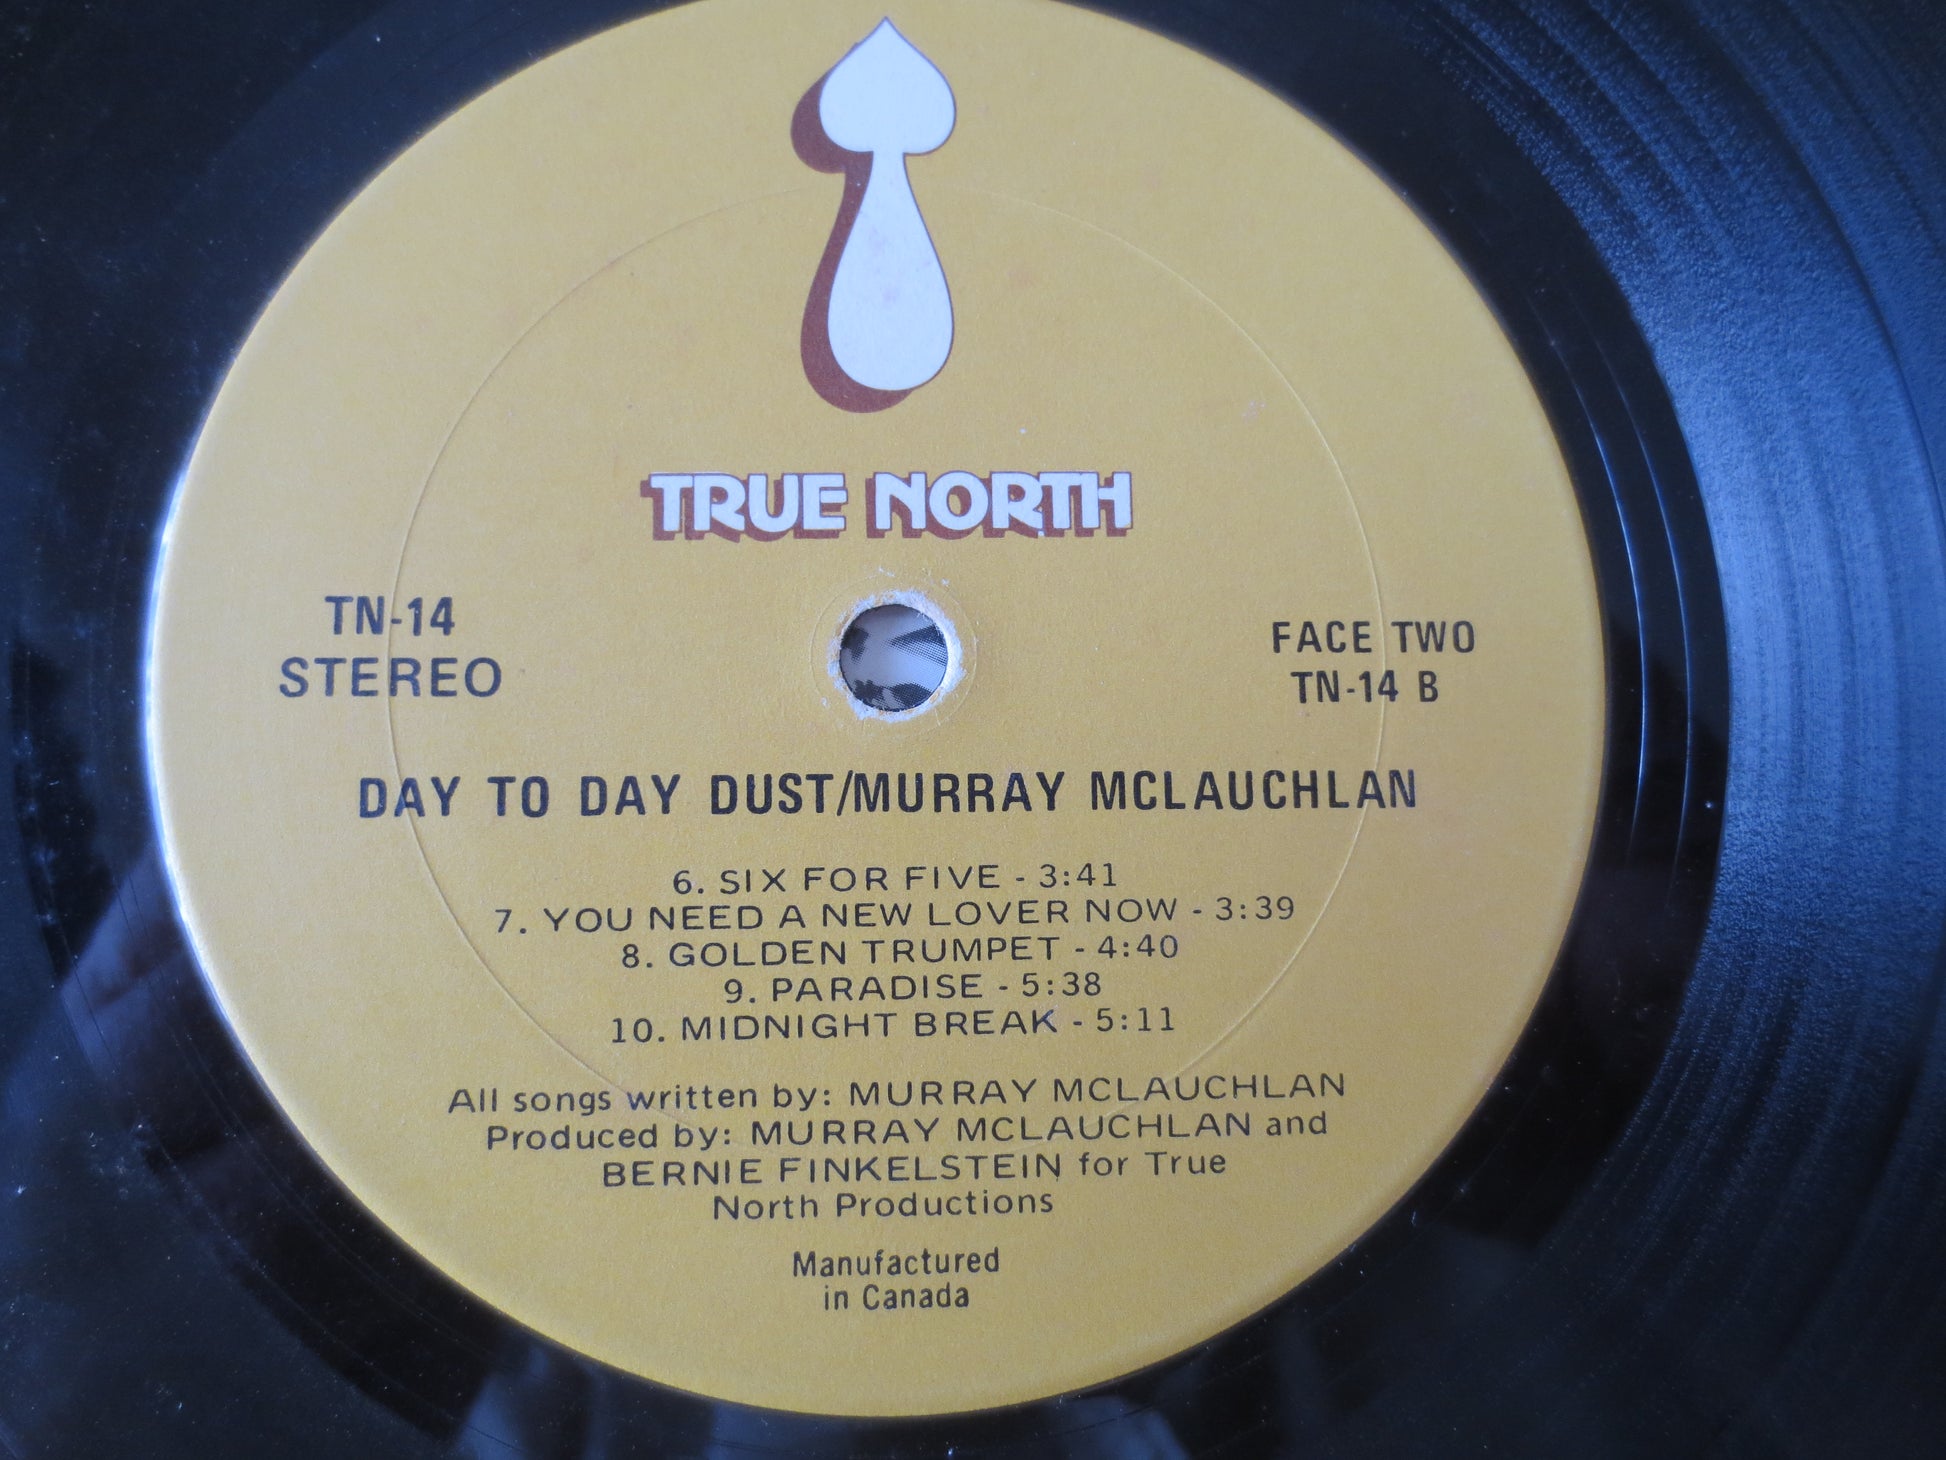 TRUE NORTH
TN-14
STEREO
FACE TWO
TN-14 B
DAY TO DAY DUST/MURRAY MCLAUCHLAN
6. SIX FOR FIVE - 3:41
7. YOU NEED A NEW LOVER NOW - 3:39
8. GOLDEN TRUMPET - 4:40
9. PARADISE - 5:38
10. MIDNIGHT BREAK - 5:11
All songs written by: MURRAY MCLAUCHLAN
Produced by: MURRAY MCLAUCHLAN and
BERNIE FINKELSTEIN for True
North Productions
Manufactured
in Canada